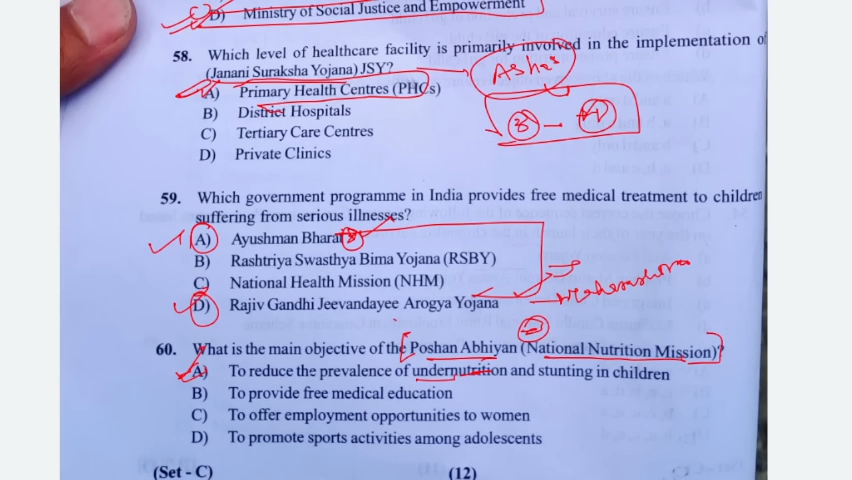 D) Ministry of Social Justice and Empowerment
58. Which level of healthcare facility is primarily involved in the implementation of
(Janani Suraksha Yojana) JSY?
A) Primary Health Centres (PHCs)
B) District Hospitals
C) Tertiary Care Centres
D) Private Clinics
59. Which government programme in India provides free medical treatment to children
suffering from serious illnesses?
A) Ayushman Bharat
B) Rashtriya Swasthya Bima Yojana (RSBY)
C) National Health Mission (NHM)
D) Rajiv Gandhi Jeevandayee Arogya Yojana
Maharashtra
60. What is the main objective of the Poshan Abhiyan (National Nutrition Mission)?
A) To reduce the prevalence of undernutrition and stunting in children
B) To provide free medical education
C) To offer employment opportunities to women
D) To promote sports activities among adolescents
(Set - C) (12)